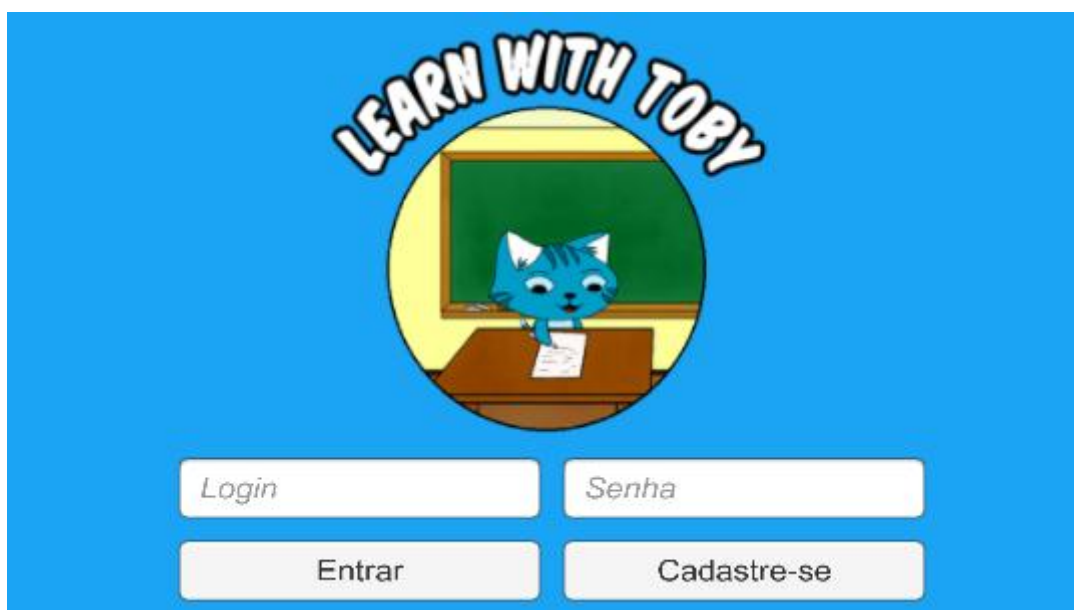 LEARN WITH TOBY
Login
Senha
Entrar
Cadastre-se